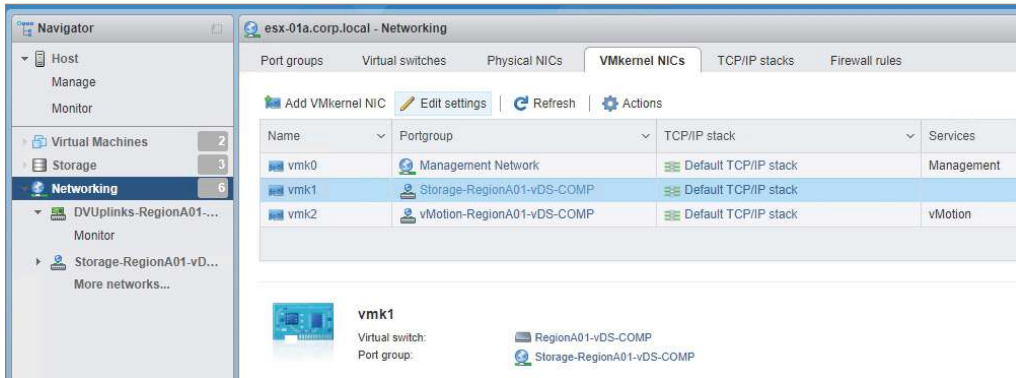 Navigator
Host
Manage
Monitor
Virtual Machines 2
Storage 3
Networking 6
DVUplinks-RegionA01-...
Monitor
Storage-RegionA01-vD...
More networks...
esx-01a.corp.local - Networking
Port groups Virtual switches Physical NICs VMkernel NICs TCP/IP stacks Firewall rules
Add VMkernel NIC Edit settings Refresh Actions
Name Portgroup TCP/IP stack Services
vmk0 Management Network Default TCP/IP stack Management
vmk1 Storage-RegionA01-vDS-COMP Default TCP/IP stack
vmk2 vMotion-RegionA01-vDS-COMP Default TCP/IP stack vMotion
vmk1
Virtual switch: RegionA01-vDS-COMP
Port group: Storage-RegionA01-vDS-COMP